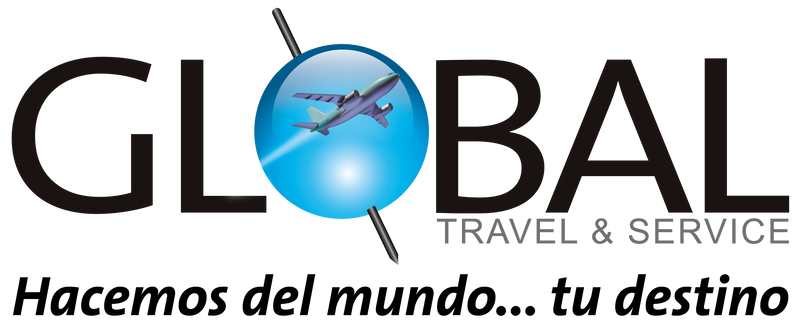 GLOBAL
TRAVEL & SERVICE
Hacemos del mundo... tu destino